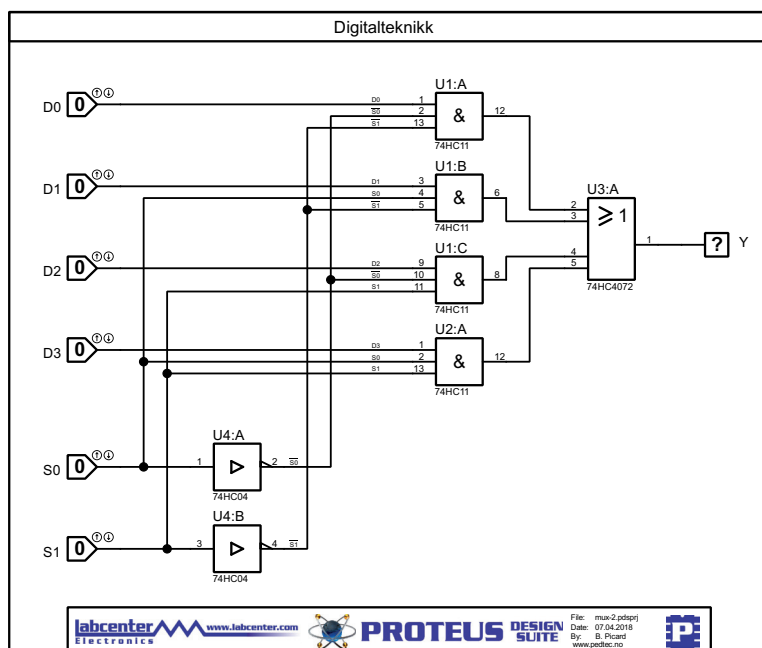 Digitalteknikk
U1:A
D0 0 D0 1
S0 2 & 12
S1 13
74HC11
U1:B
D1 0 D1 3
S0 4 & 6
S1 5
74HC11
U3:A
2
3 ≥ 1 1 ? Y
4
5
74HC4072
U1:C
D2 0 D2 9
S0 10 & 8
S1 11
74HC11
U2:A
D3 0 D3 1
S0 2 & 12
S1 13
74HC11
U4:A
S0 0 1 2 S0
74HC04
U4:B
S1 0 3 4 S1
74HC04
labcenter www.labcenter.com
Electronics
PROTEUS DESIGN SUITE
File: mux-2.pdsprj
Date: 07.04.2018
By: B. Picard
www.pedtec.no
P